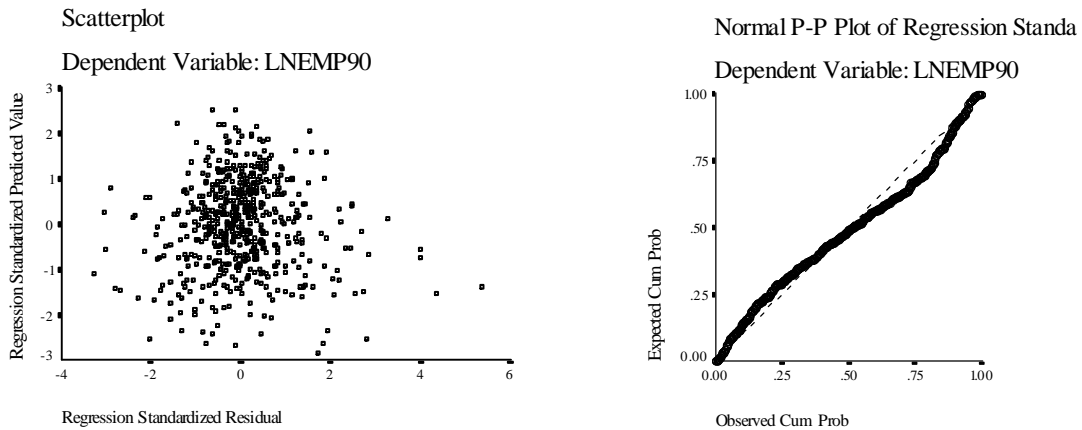 Scatterplot
Dependent Variable: LNEMP90
Regression Standardized Predicted Value
3
2
1
0
-1
-2
-3
-4
-2
0
2
4
6
Regression Standardized Residual
Normal P-P Plot of Regression Standa
Dependent Variable: LNEMP90
Expected Cum Prob
1.00
.75
.50
.25
0.00
0.00
.25
.50
.75
1.00
Observed Cum Prob